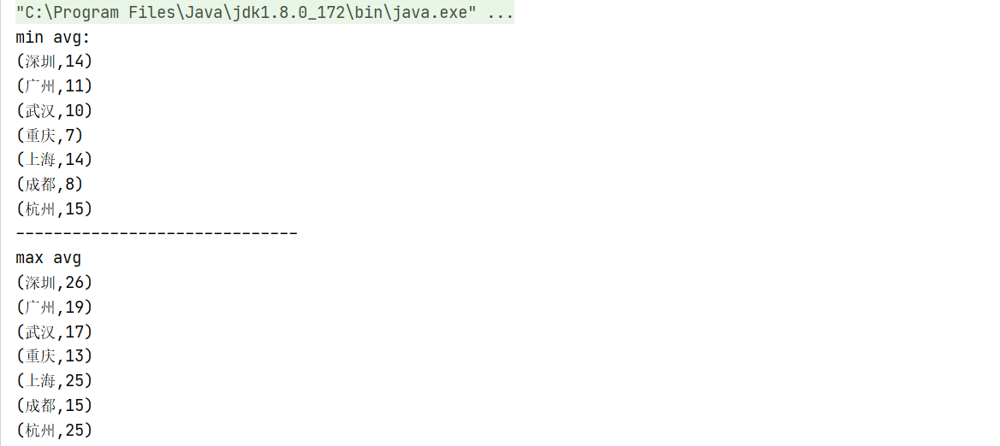 "C:\Program Files\Java\jdk1.8.0_172\bin\java.exe" ...
min avg:
(深圳,14)
(广州,11)
(武汉,10)
(重庆,7)
(上海,14)
(成都,8)
(杭州,15)
------------------------------
max avg
(深圳,26)
(广州,19)
(武汉,17)
(重庆,13)
(上海,25)
(成都,15)
(杭州,25)